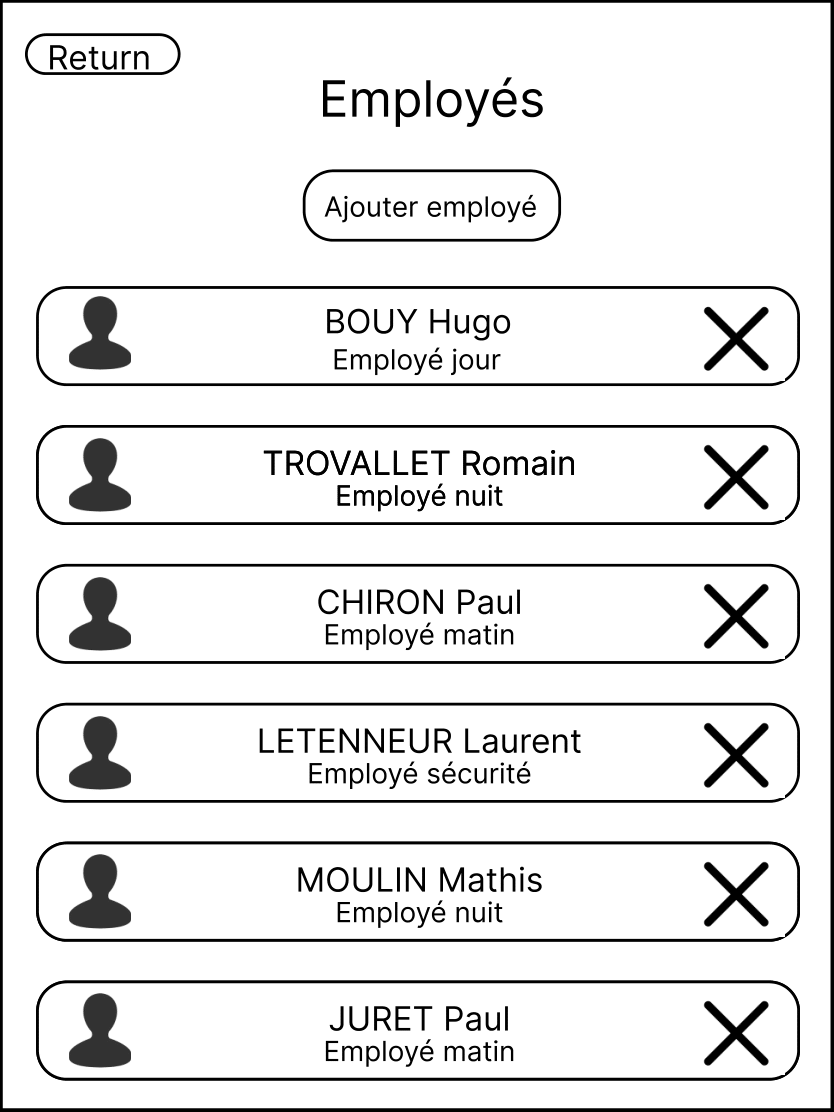 Return
Employés
Ajouter employé
BOUY Hugo
Employé jour
TROVALLET Romain
Employé nuit
CHIRON Paul
Employé matin
LETENNEUR Laurent
Employé sécurité
MOULIN Mathis
Employé nuit
JURET Paul
Employé matin